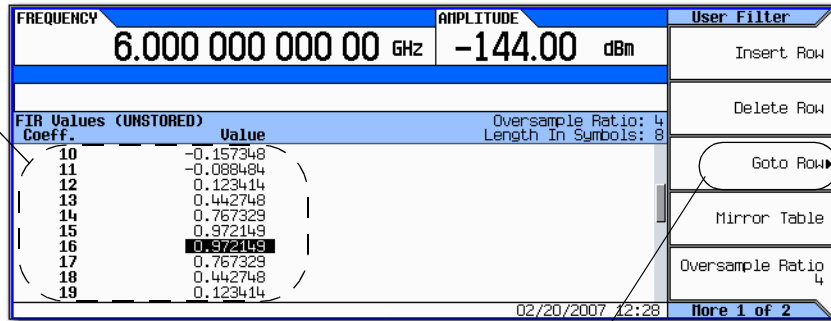 FREQUENCY
6.000 000 000 00 GHz
AMPLITUDE
-144.00 dBm
FIR Values (UNSTORED)
Oversample Ratio: 4
Coeff. Value
Length In Symbols: 8
10 -0.157348
11 -0.088484
12 0.123414
13 0.442748
14 0.767329
15 0.972149
16 0.972149
17 0.767329
18 0.442748
19 0.123414
02/20/2007 12:28
User Filter
Insert Row
Delete Row
Goto Row
Mirror Table
Oversample Ratio
4
More 1 of 2